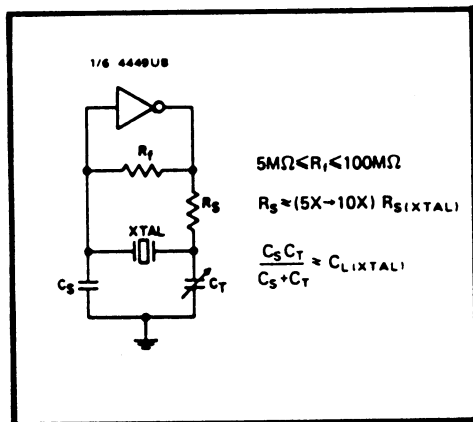 1/6 4449UB
Rf
5MΩ≤Rf≤100MΩ
RS
RS≈(5X→10X) RS(XTAL)
XTAL
CS
CT
CSCT
CS+CT
≈ CL(XTAL)